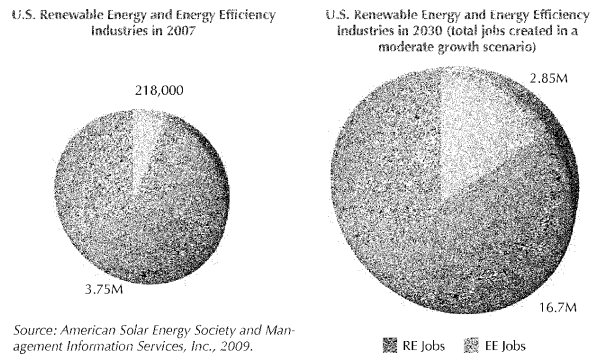 U.S. Renewable Energy and Energy Efficiency
Industries in 2007
218,000
3.75M
Source: American Solar Energy Society and Man-
agement Information Services, Inc., 2009.
U.S. Renewable Energy and Energy Efficiency
Industries in 2030 (total jobs created in a
moderate growth scenario)
2.85M
16.7M
RE Jobs
EE Jobs